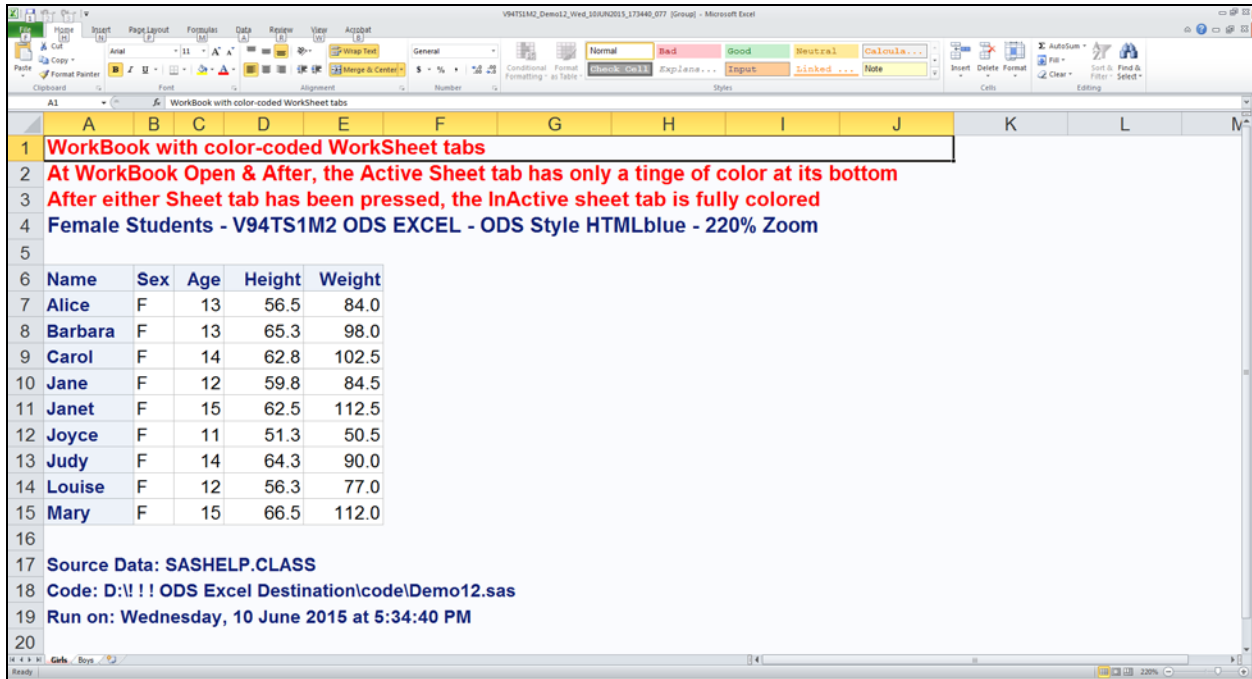 V94TS1M2_Demo12_Wed_10JUN2015_173440_077 [Group] - Microsoft Excel
File Home Insert Page Layout Formulas Data Review View Acrobat
F H N P M A R W B
Cut Arial 11 A A Wrap Text General Normal Bad Good Neutral Calcula... AutoSum
Copy Fill
Paste Format Painter B I U A Merge & Center $ % , Conditional Formatting Format as Table Check Cell Explana... Input Linked ... Note Insert Delete Format Clear Sort & Filter Find & Select
Clipboard Font Alignment Number Styles Cells Editing
A1 fx WorkBook with color-coded WorkSheet tabs
A B C D E F G H I J K L M
1 WorkBook with color-coded WorkSheet tabs
2 At WorkBook Open & After, the Active Sheet tab has only a tinge of color at its bottom
3 After either Sheet tab has been pressed, the InActive sheet tab is fully colored
4 Female Students - V94TS1M2 ODS EXCEL - ODS Style HTMLblue - 220% Zoom
5
6 Name Sex Age Height Weight
7 Alice F 13 56.5 84.0
8 Barbara F 13 65.3 98.0
9 Carol F 14 62.8 102.5
10 Jane F 12 59.8 84.5
11 Janet F 15 62.5 112.5
12 Joyce F 11 51.3 50.5
13 Judy F 14 64.3 90.0
14 Louise F 12 56.3 77.0
15 Mary F 15 66.5 112.0
16
17 Source Data: SASHELP.CLASS
18 Code: D:\! ! ! ODS Excel Destination\code\Demo12.sas
19 Run on: Wednesday, 10 June 2015 at 5:34:40 PM
20
Girls Boys
Ready 220%